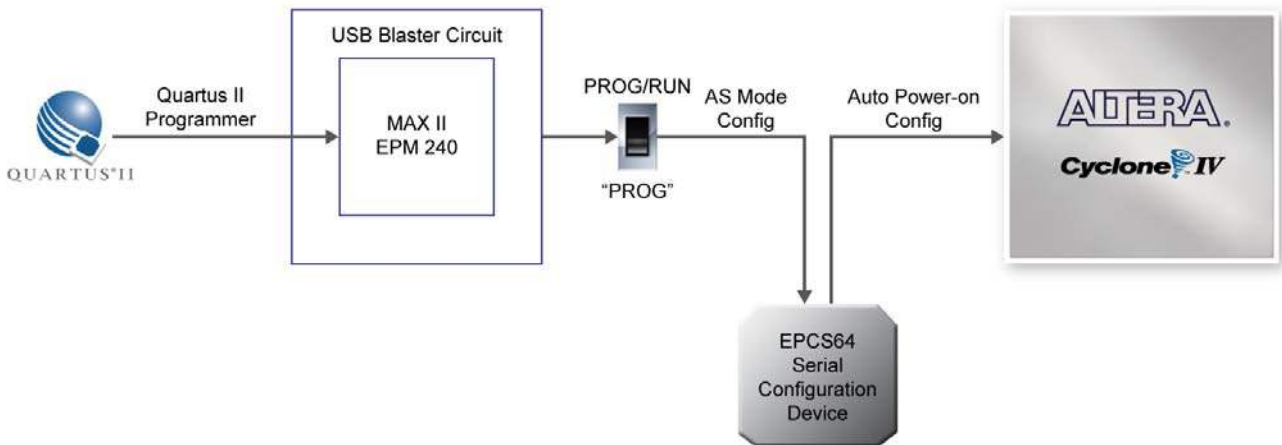 USB Blaster Circuit
Quartus II
Programmer
MAX II
EPM 240
QUARTUS®II
PROG/RUN
"PROG"
AS Mode
Config
Auto Power-on
Config
ALTERA®
Cyclone™ IV
EPCS64
Serial
Configuration
Device